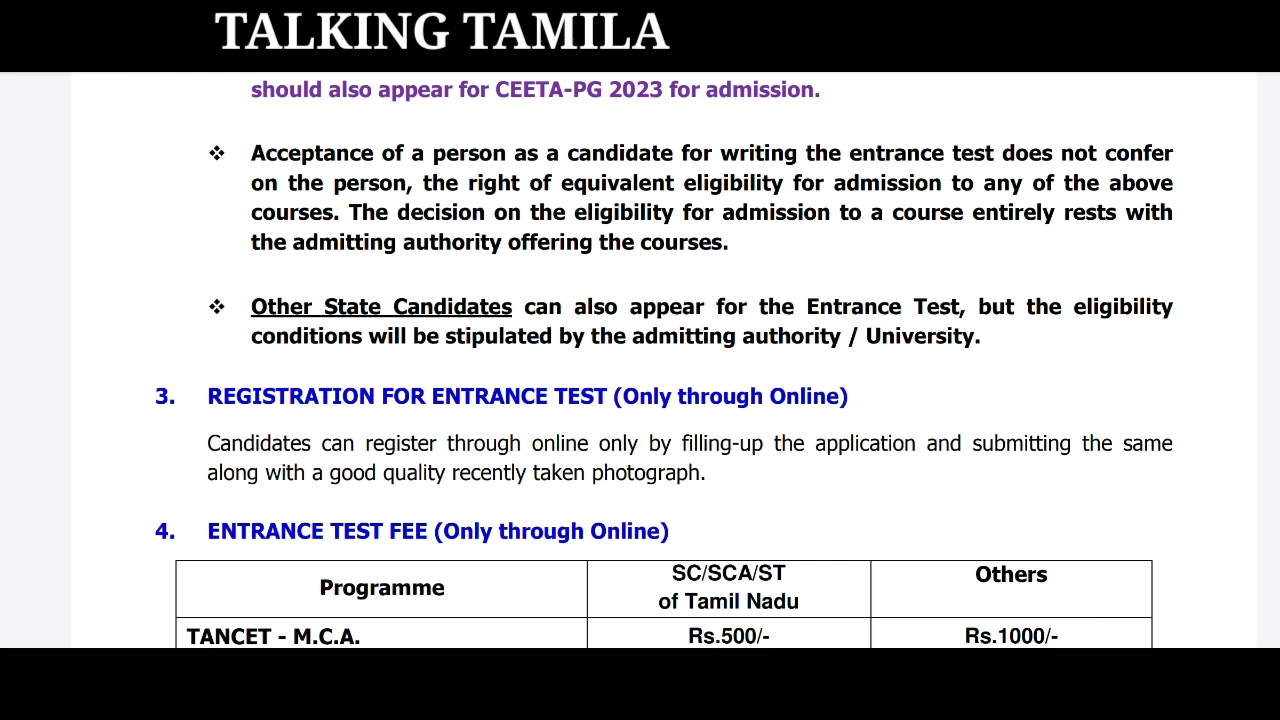 TALKING TAMILA
should also appear for CEETA-PG 2023 for admission.
❖ Acceptance of a person as a candidate for writing the entrance test does not confer
on the person, the right of equivalent eligibility for admission to any of the above
courses. The decision on the eligibility for admission to a course entirely rests with
the admitting authority offering the courses.
❖ Other State Candidates can also appear for the Entrance Test, but the eligibility
conditions will be stipulated by the admitting authority / University.
3. REGISTRATION FOR ENTRANCE TEST (Only through Online)
Candidates can register through online only by filling-up the application and submitting the same
along with a good quality recently taken photograph.
4. ENTRANCE TEST FEE (Only through Online)
Programme
SC/SCA/ST
of Tamil Nadu
Others
TANCET - M.C.A.
Rs.500/-
Rs.1000/-